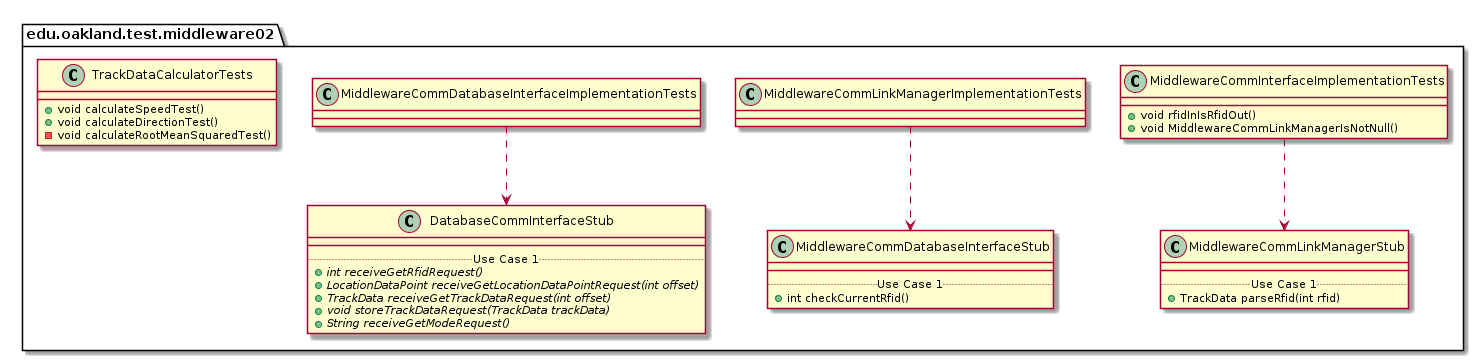 edu.oakland.test.middleware02
C TrackDataCalculatorTests
void calculateSpeedTest()
void calculateDirectionTest()
void calculateRootMeanSquaredTest()
C MiddlewareCommDatabaseInterfaceImplementationTests
C MiddlewareCommLinkManagerImplementationTests
C MiddlewareCommInterfaceImplementationTests
void rfidInIsRfidOut()
void MiddlewareCommLinkManagerIsNotNull()
C DatabaseCommInterfaceStub
Use Case 1
int receiveGetRfidRequest()
LocationDataPoint receiveGetLocationDataPointRequest(int offset)
TrackData receiveGetTrackDataRequest(int offset)
void storeTrackDataRequest(TrackData trackData)
String receiveGetModeRequest()
C MiddlewareCommDatabaseInterfaceStub
Use Case 1
int checkCurrentRfid()
C MiddlewareCommLinkManagerStub
Use Case 1
TrackData parseRfid(int rfid)